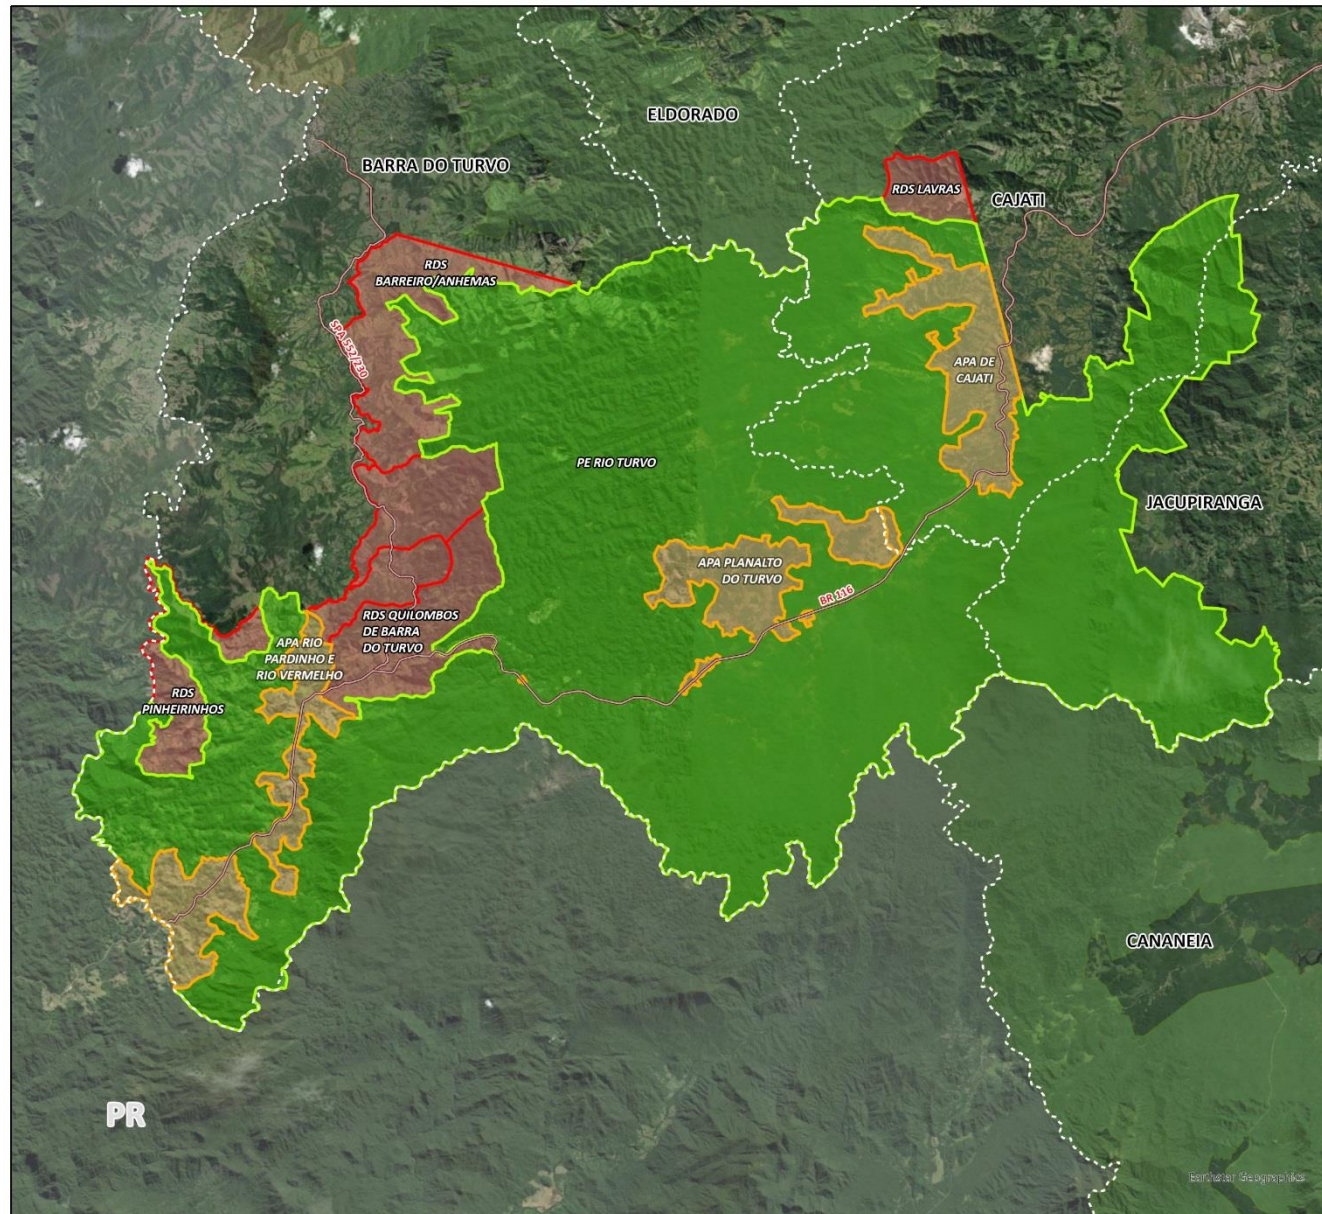 ELDORADO
BARRA DO TURVO
RDS LAVRAS
CAJATI
RDS
BARREIRO/ANHEMAS
SPA 552/230
APA DE
CAJATI
PE RIO TURVO
JACUPIRANGA
APA PLANALTO
DO TURVO
BR 116
RDS QUILOMBOS
DE BARRA
DO TURVO
APA RIO
PARDINHO E
RIO VERMELHO
RDS
PINHEIRINHOS
CANANEIA
PR
Earthstar Geographics